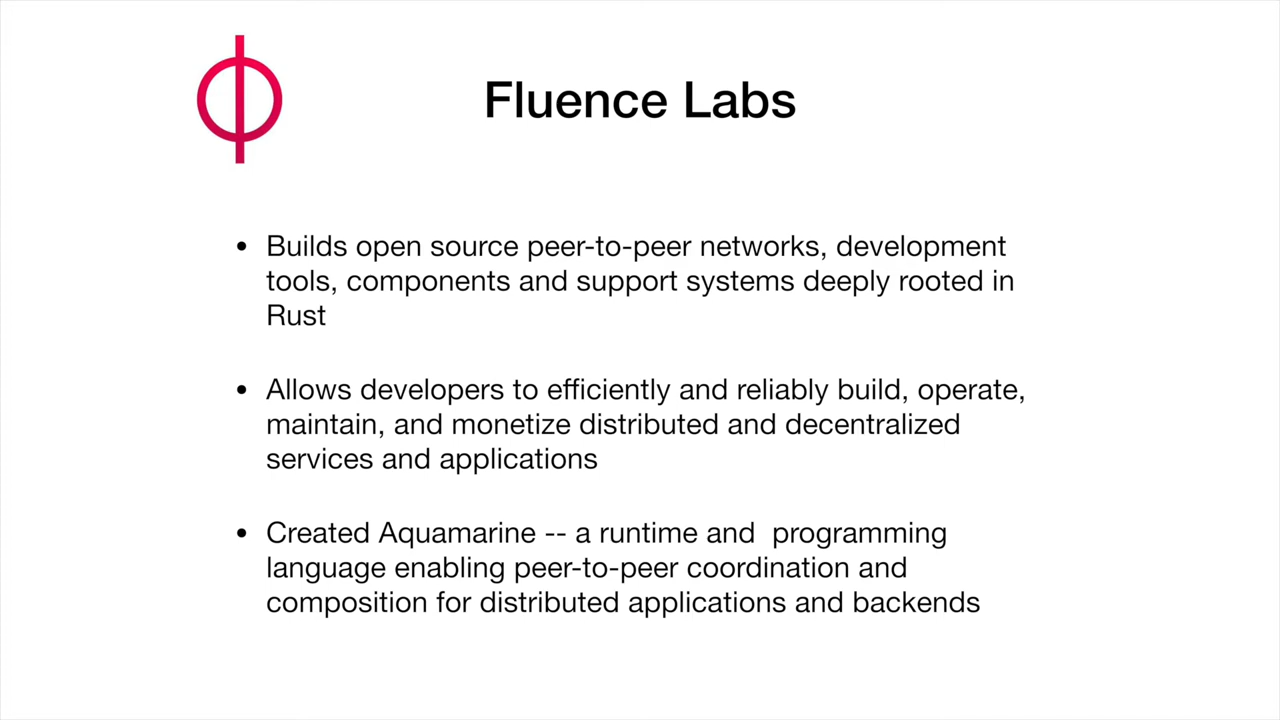 Fluence Labs
• Builds open source peer-to-peer networks, development
tools, components and support systems deeply rooted in
Rust
• Allows developers to efficiently and reliably build, operate,
maintain, and monetize distributed and decentralized
services and applications
• Created Aquamarine -- a runtime and  programming
language enabling peer-to-peer coordination and
composition for distributed applications and backends